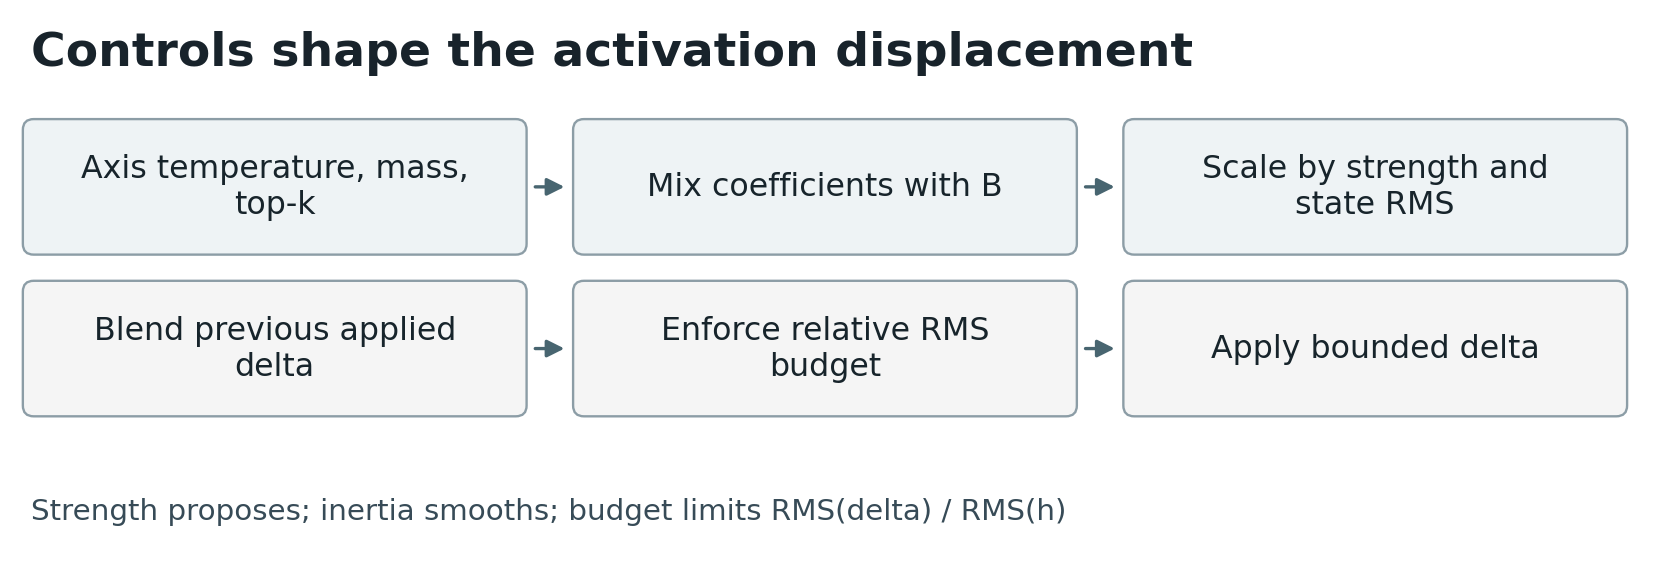 Controls shape the activation displacement
Axis temperature, mass,
top-k
Mix coefficients with B
Scale by strength and
state RMS
Blend previous applied
delta
Enforce relative RMS
budget
Apply bounded delta
Strength proposes; inertia smooths; budget limits RMS(delta) / RMS(h)